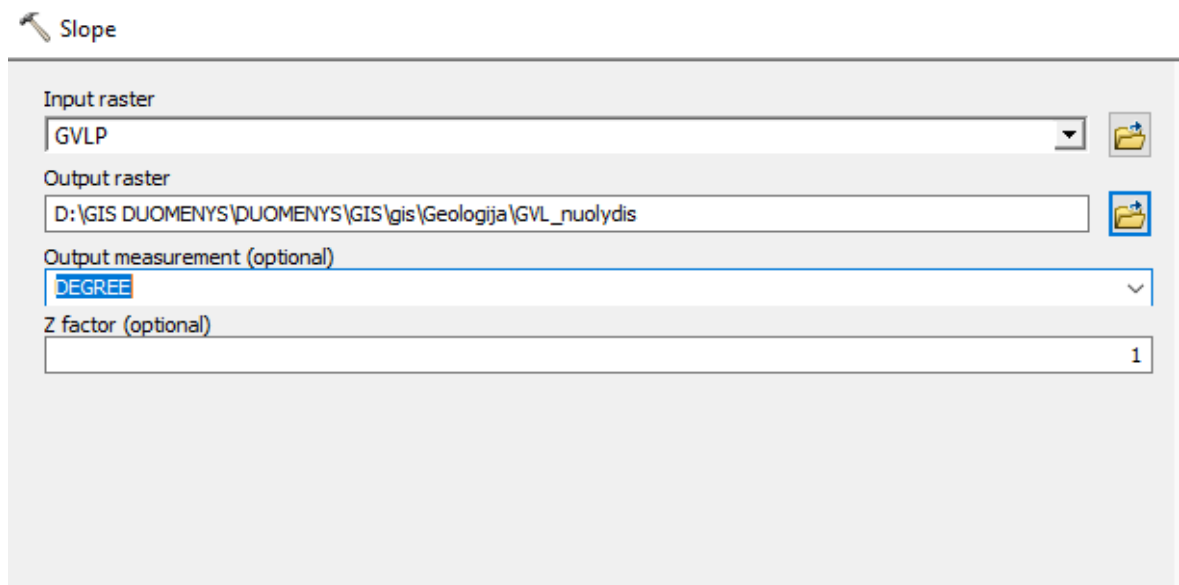 Slope
Input raster
GVLP
Output raster
D:\GIS DUOMENYS\DUOMENYS\GIS\gis\Geologija\GVL_nuolydis
Output measurement (optional)
DEGREE
Z factor (optional)
1